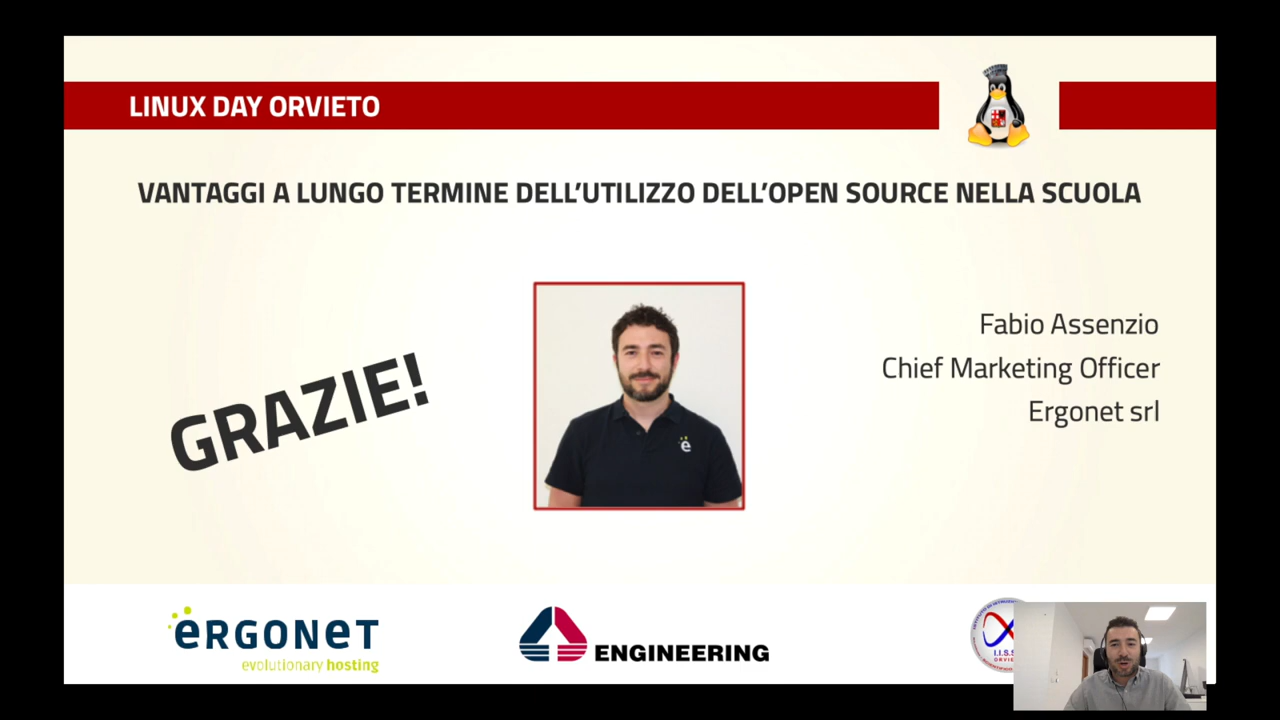 LINUX DAY ORVIETO
VANTAGGI A LUNGO TERMINE DELL’UTILIZZO DELL’OPEN SOURCE NELLA SCUOLA
GRAZIE!
Fabio Assenzio
Chief Marketing Officer
Ergonet srl
ë
ëRGONeT
evolutionary hosting
ENGINEERING